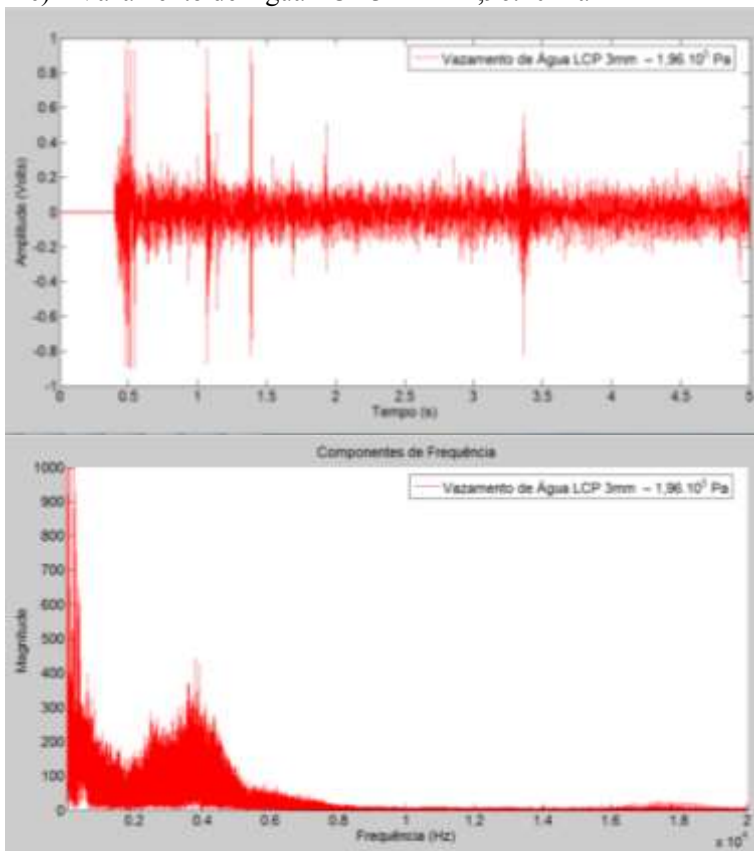 Vazamento de Água LCP 3mm – 1,96.10⁵ Pa
1
0.8
0.6
0.4
0.2
0
-0.2
-0.4
-0.6
-0.8
-1
Amplitude (Volts)
0 0.5 1 1.5 2 2.5 3 3.5 4 4.5 5
Tempo (s)
Componentes de Frequência
Vazamento de Água LCP 3mm – 1,96.10⁵ Pa
1000
900
800
700
600
500
400
300
200
100
0
Magnitude
0.2 0.4 0.6 0.8 1 1.2 1.4 1.6 1.8 2
Frequência (Hz)
x 10⁴